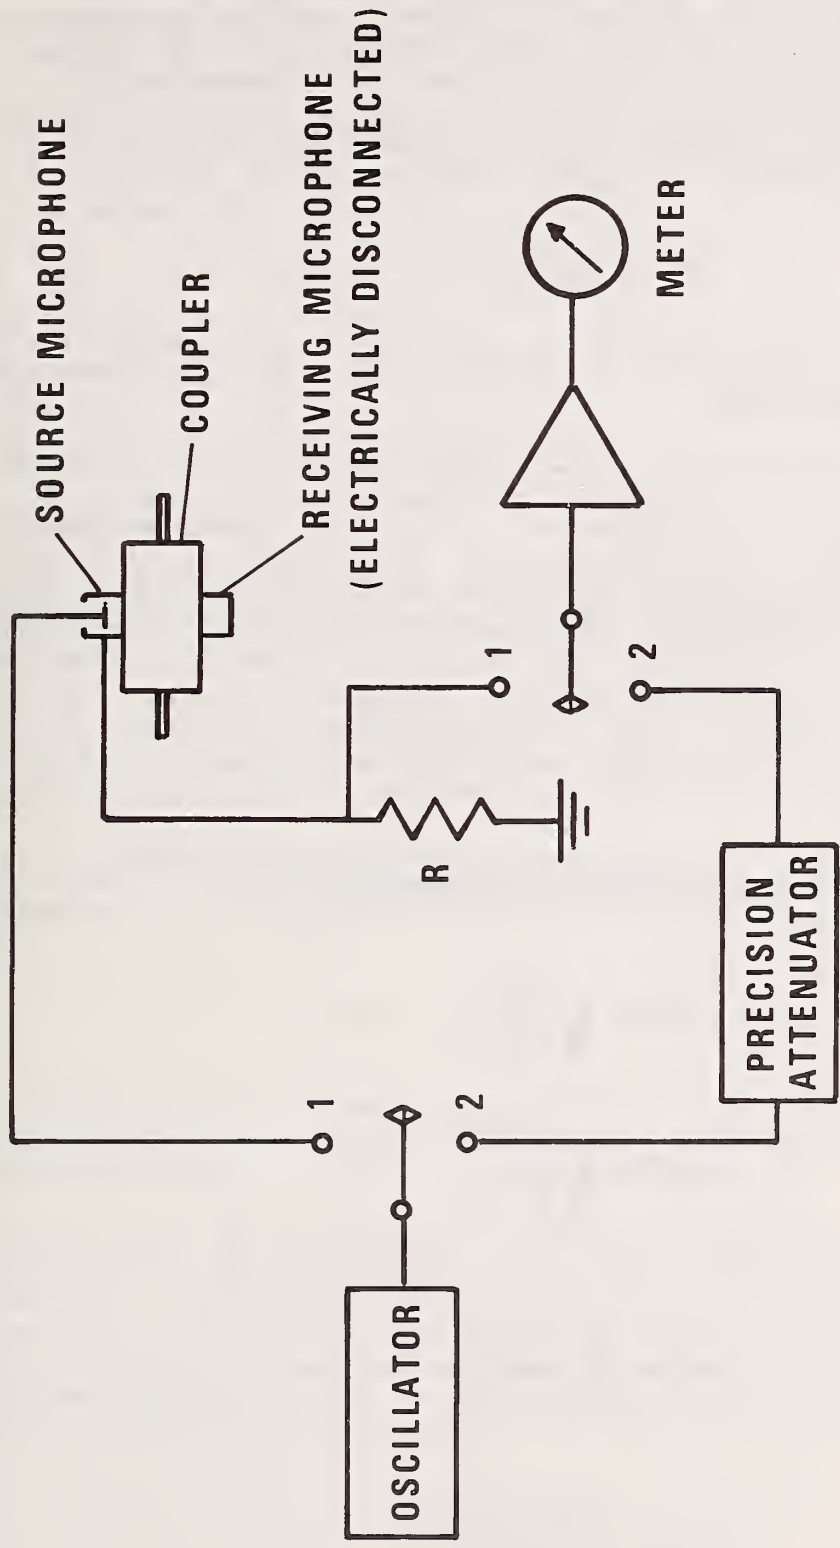 SOURCE MICROPHONE
COUPLER
RECEIVING MICROPHONE
(ELECTRICALLY DISCONNECTED)
1
1
METER
R
2
2
OSCILLATOR
PRECISION
ATTENUATOR